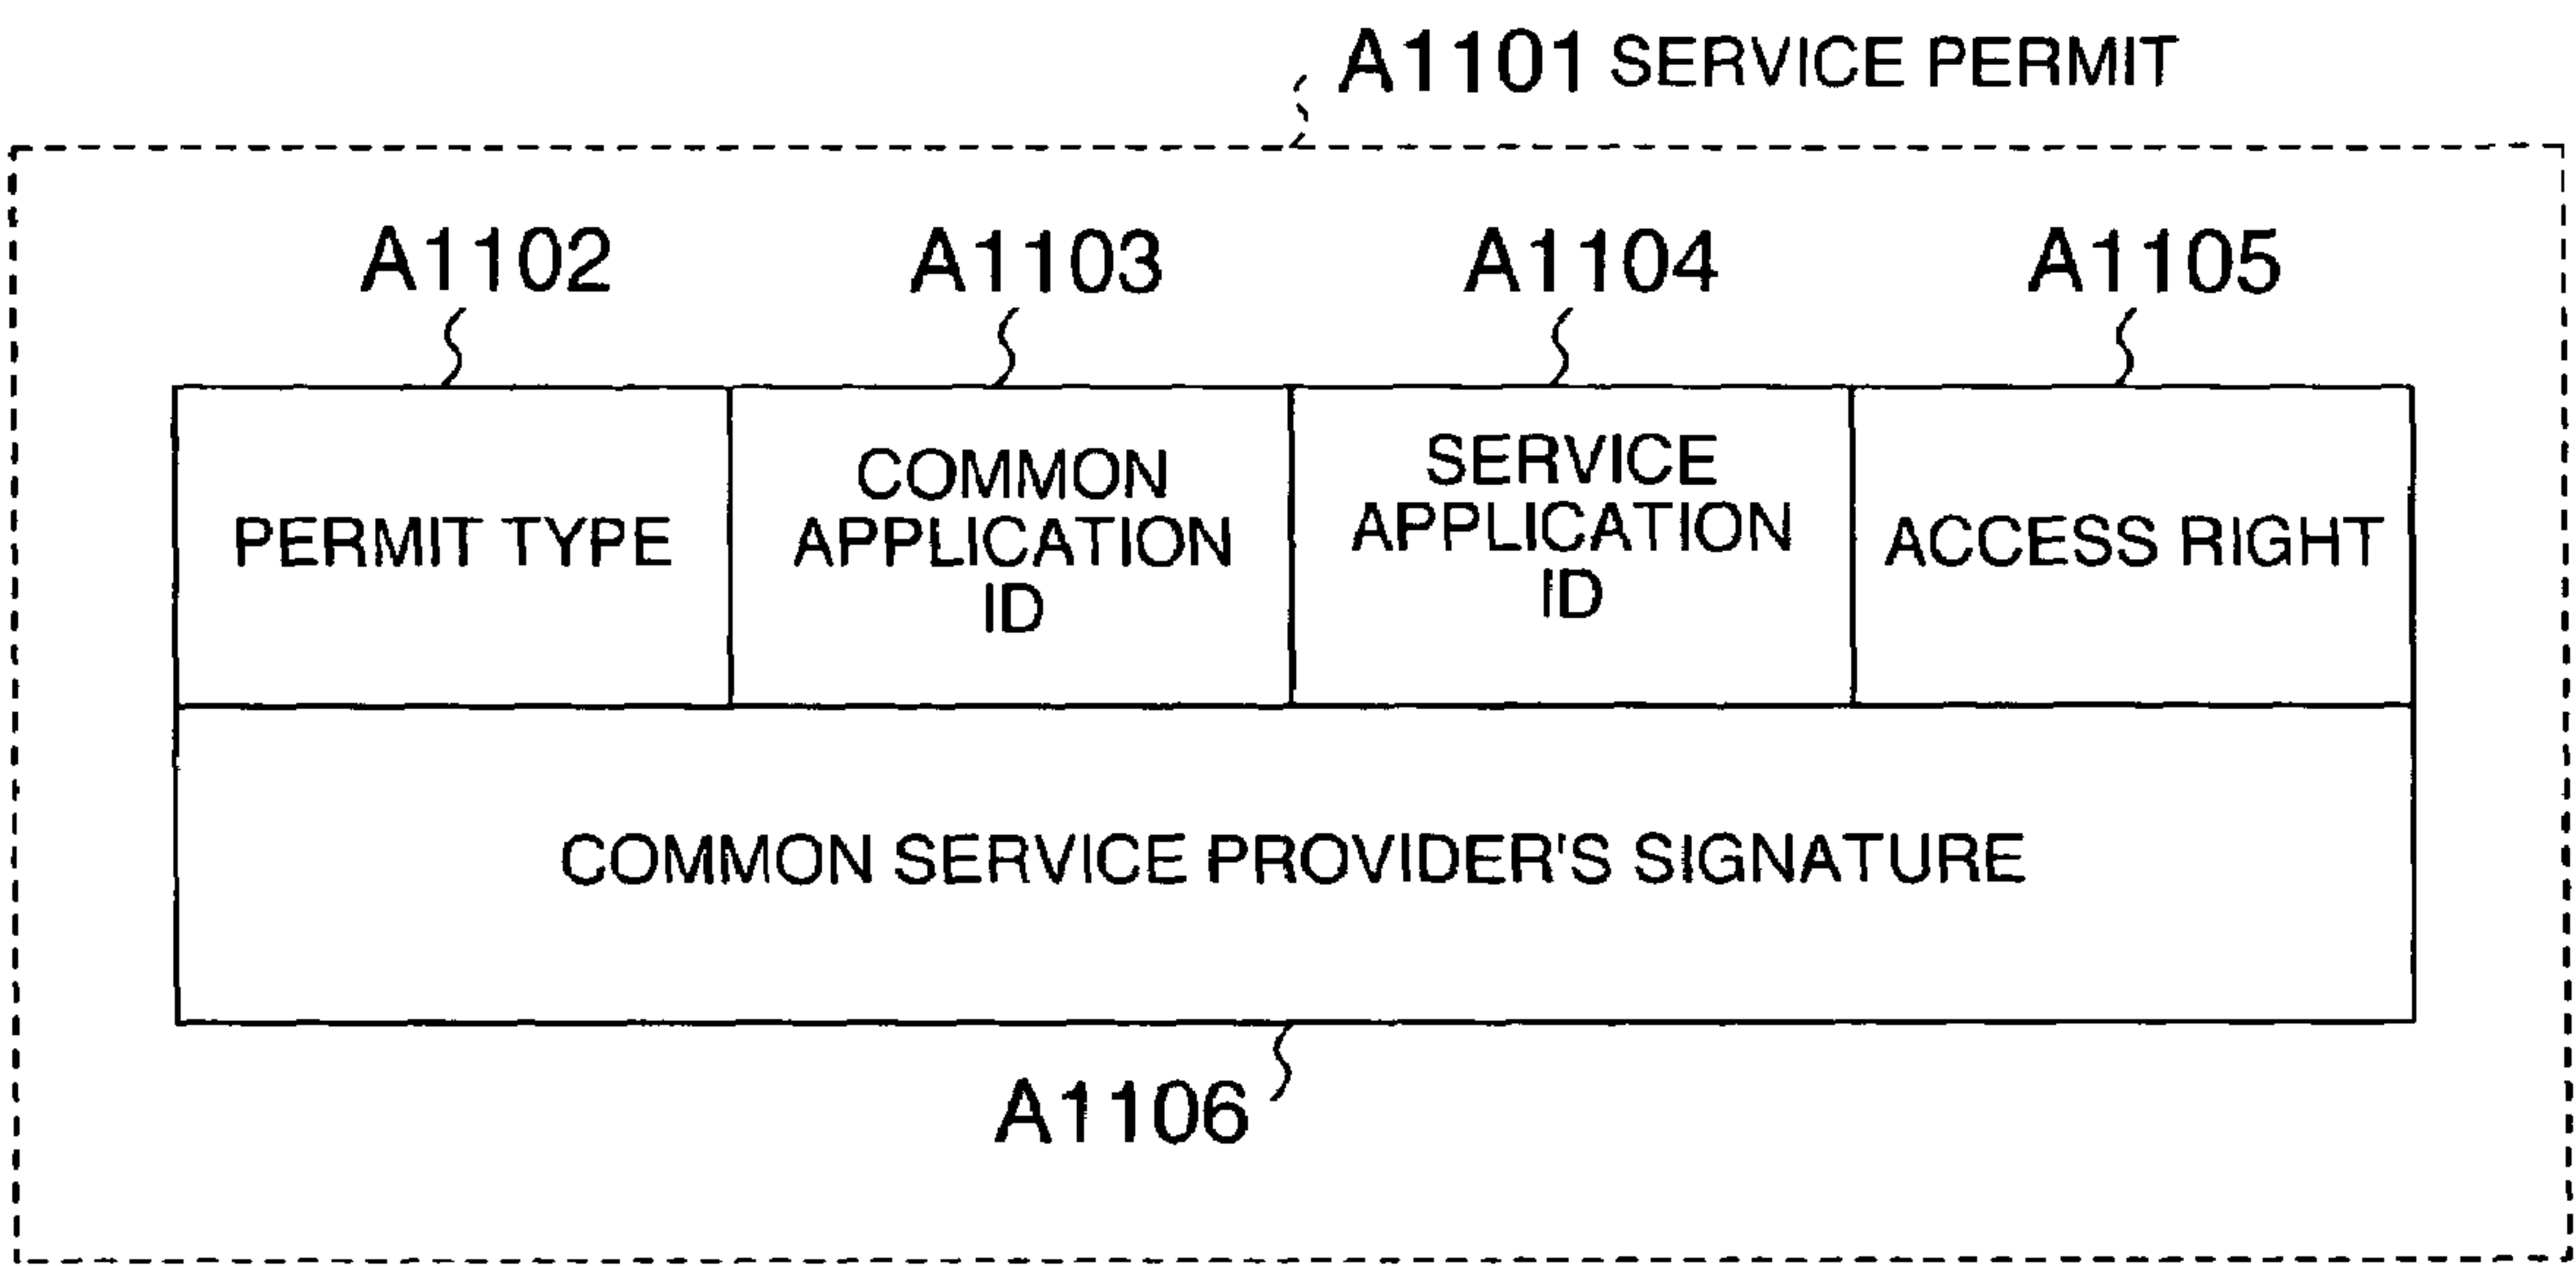 A1101 SERVICE PERMIT
A1102 A1103 A1104 A1105
PERMIT TYPE
COMMON
APPLICATION
ID
SERVICE
APPLICATION
ID
ACCESS RIGHT
COMMON SERVICE PROVIDER'S SIGNATURE
A1106